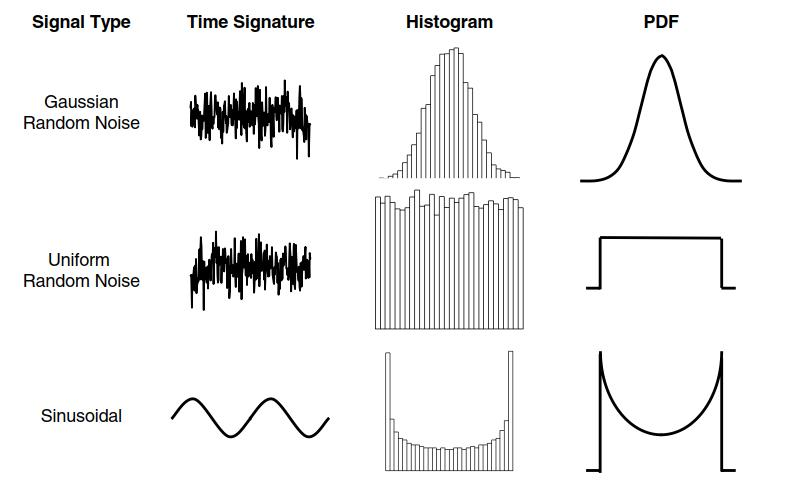 Signal Type
Time Signature
Histogram
PDF
Gaussian
Random Noise
Uniform
Random Noise
Sinusoidal